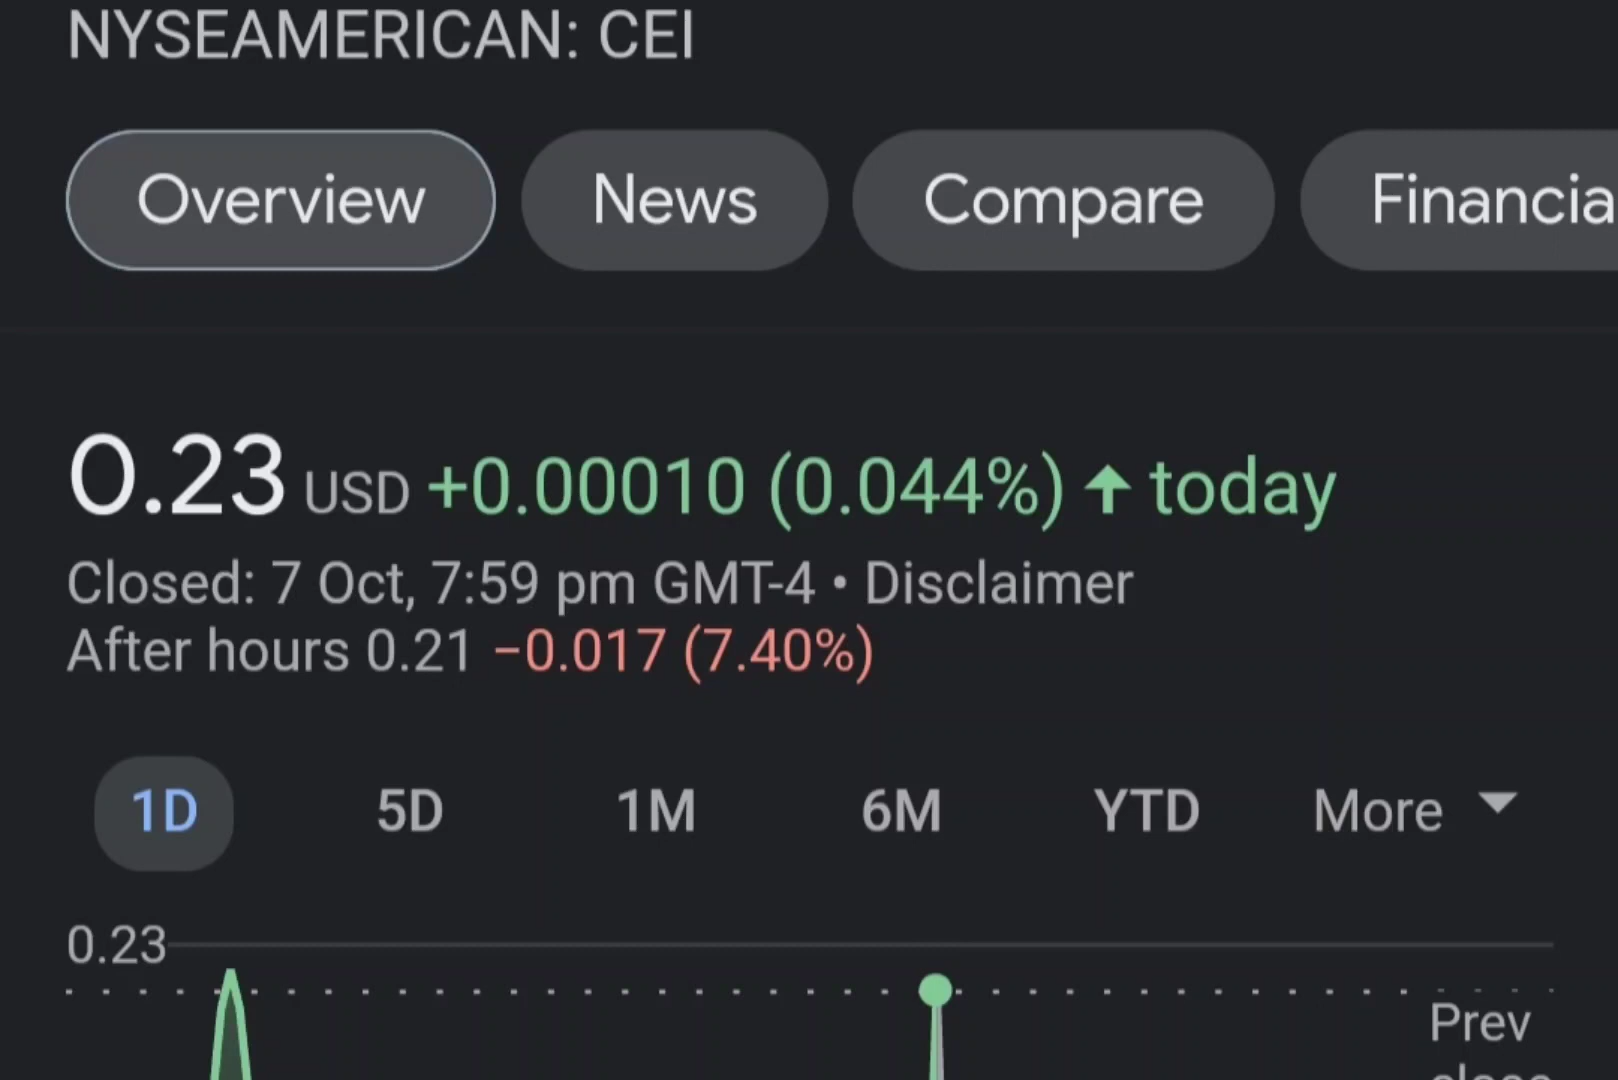 NYSEAMERICAN: CEI
Overview News Compare Financia
0.23 USD +0.00010 (0.044%) ↑ today
Closed: 7 Oct, 7:59 pm GMT-4 • Disclaimer
After hours 0.21 −0.017 (7.40%)
1D 5D 1M 6M YTD More
0.23
Prev
close